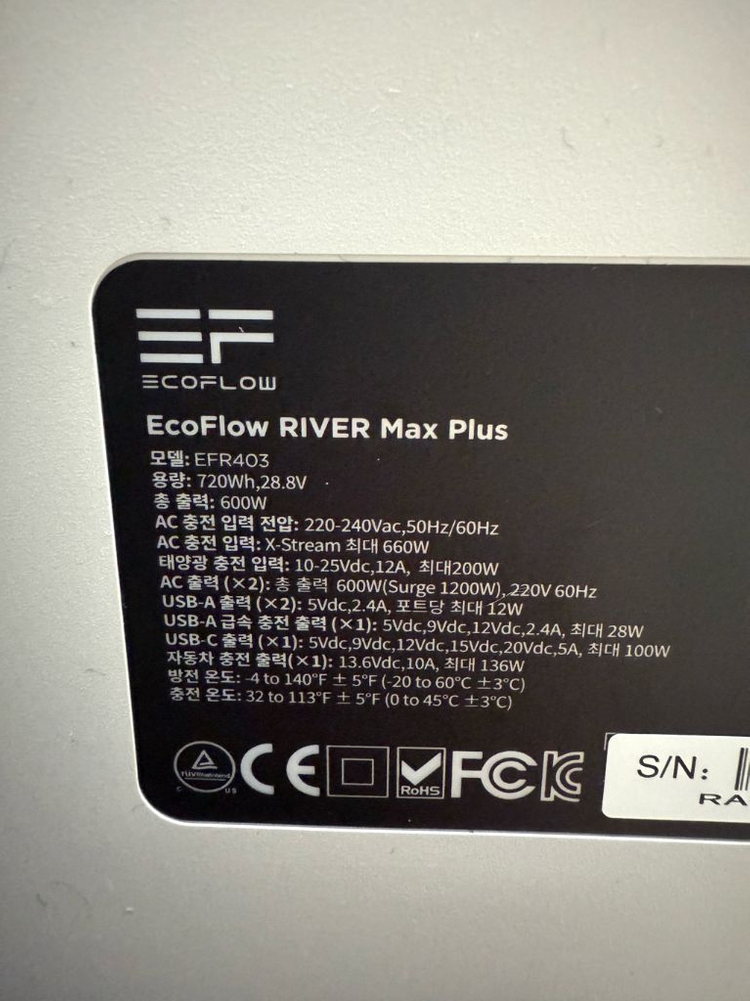 EF
ECOFLOW
EcoFlow RIVER Max Plus
모델: EFR403
용량: 720Wh,28.8V
총 출력: 600W
AC 충전 입력 전압: 220-240Vac,50Hz/60Hz
AC 충전 입력: X-Stream 최대 660W
태양광 충전 입력: 10-25Vdc,12A, 최대200W
AC 출력 (×2): 총 출력 600W(Surge 1200W), 220V 60Hz
USB-A 출력 (×2): 5Vdc,2.4A, 포트당 최대 12W
USB-A 급속 충전 출력 (×1): 5Vdc,9Vdc,12Vdc,2.4A, 최대 28W
USB-C 출력 (×1): 5Vdc,9Vdc,12Vdc,15Vdc,20Vdc,5A, 최대 100W
자동차 충전 출력(×1): 13.6Vdc,10A, 최대 136W
방전 온도: -4 to 140°F ± 5°F (-20 to 60°C ±3°C)
충전 온도: 32 to 113°F ± 5°F (0 to 45°C ±3°C)
TÜVRheinland
C US
CE
RoHS
FC
KC
S/N:
RA